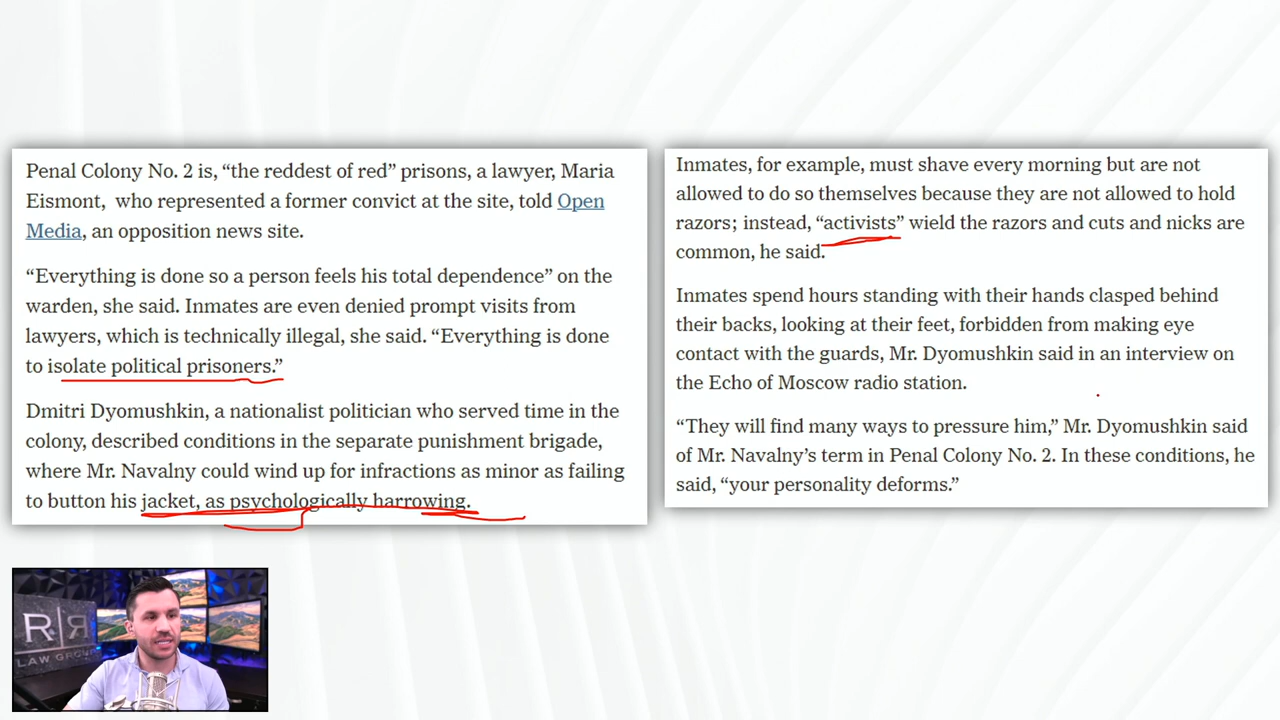 Penal Colony No. 2 is, “the reddest of red” prisons, a lawyer, Maria
Eismont,  who represented a former convict at the site, told Open
Media, an opposition news site.
“Everything is done so a person feels his total dependence” on the
warden, she said. Inmates are even denied prompt visits from
lawyers, which is technically illegal, she said. “Everything is done
to isolate political prisoners.”
Dmitri Dyomushkin, a nationalist politician who served time in the
colony, described conditions in the separate punishment brigade,
where Mr. Navalny could wind up for infractions as minor as failing
to button his jacket, as psychologically harrowing.
Inmates, for example, must shave every morning but are not
allowed to do so themselves because they are not allowed to hold
razors; instead, “activists” wield the razors and cuts and nicks are
common, he said.
Inmates spend hours standing with their hands clasped behind
their backs, looking at their feet, forbidden from making eye
contact with the guards, Mr. Dyomushkin said in an interview on
the Echo of Moscow radio station.
“They will find many ways to pressure him,” Mr. Dyomushkin said
of Mr. Navalny’s term in Penal Colony No. 2. In these conditions, he
said, “your personality deforms.”
R|R
LAW GROUP